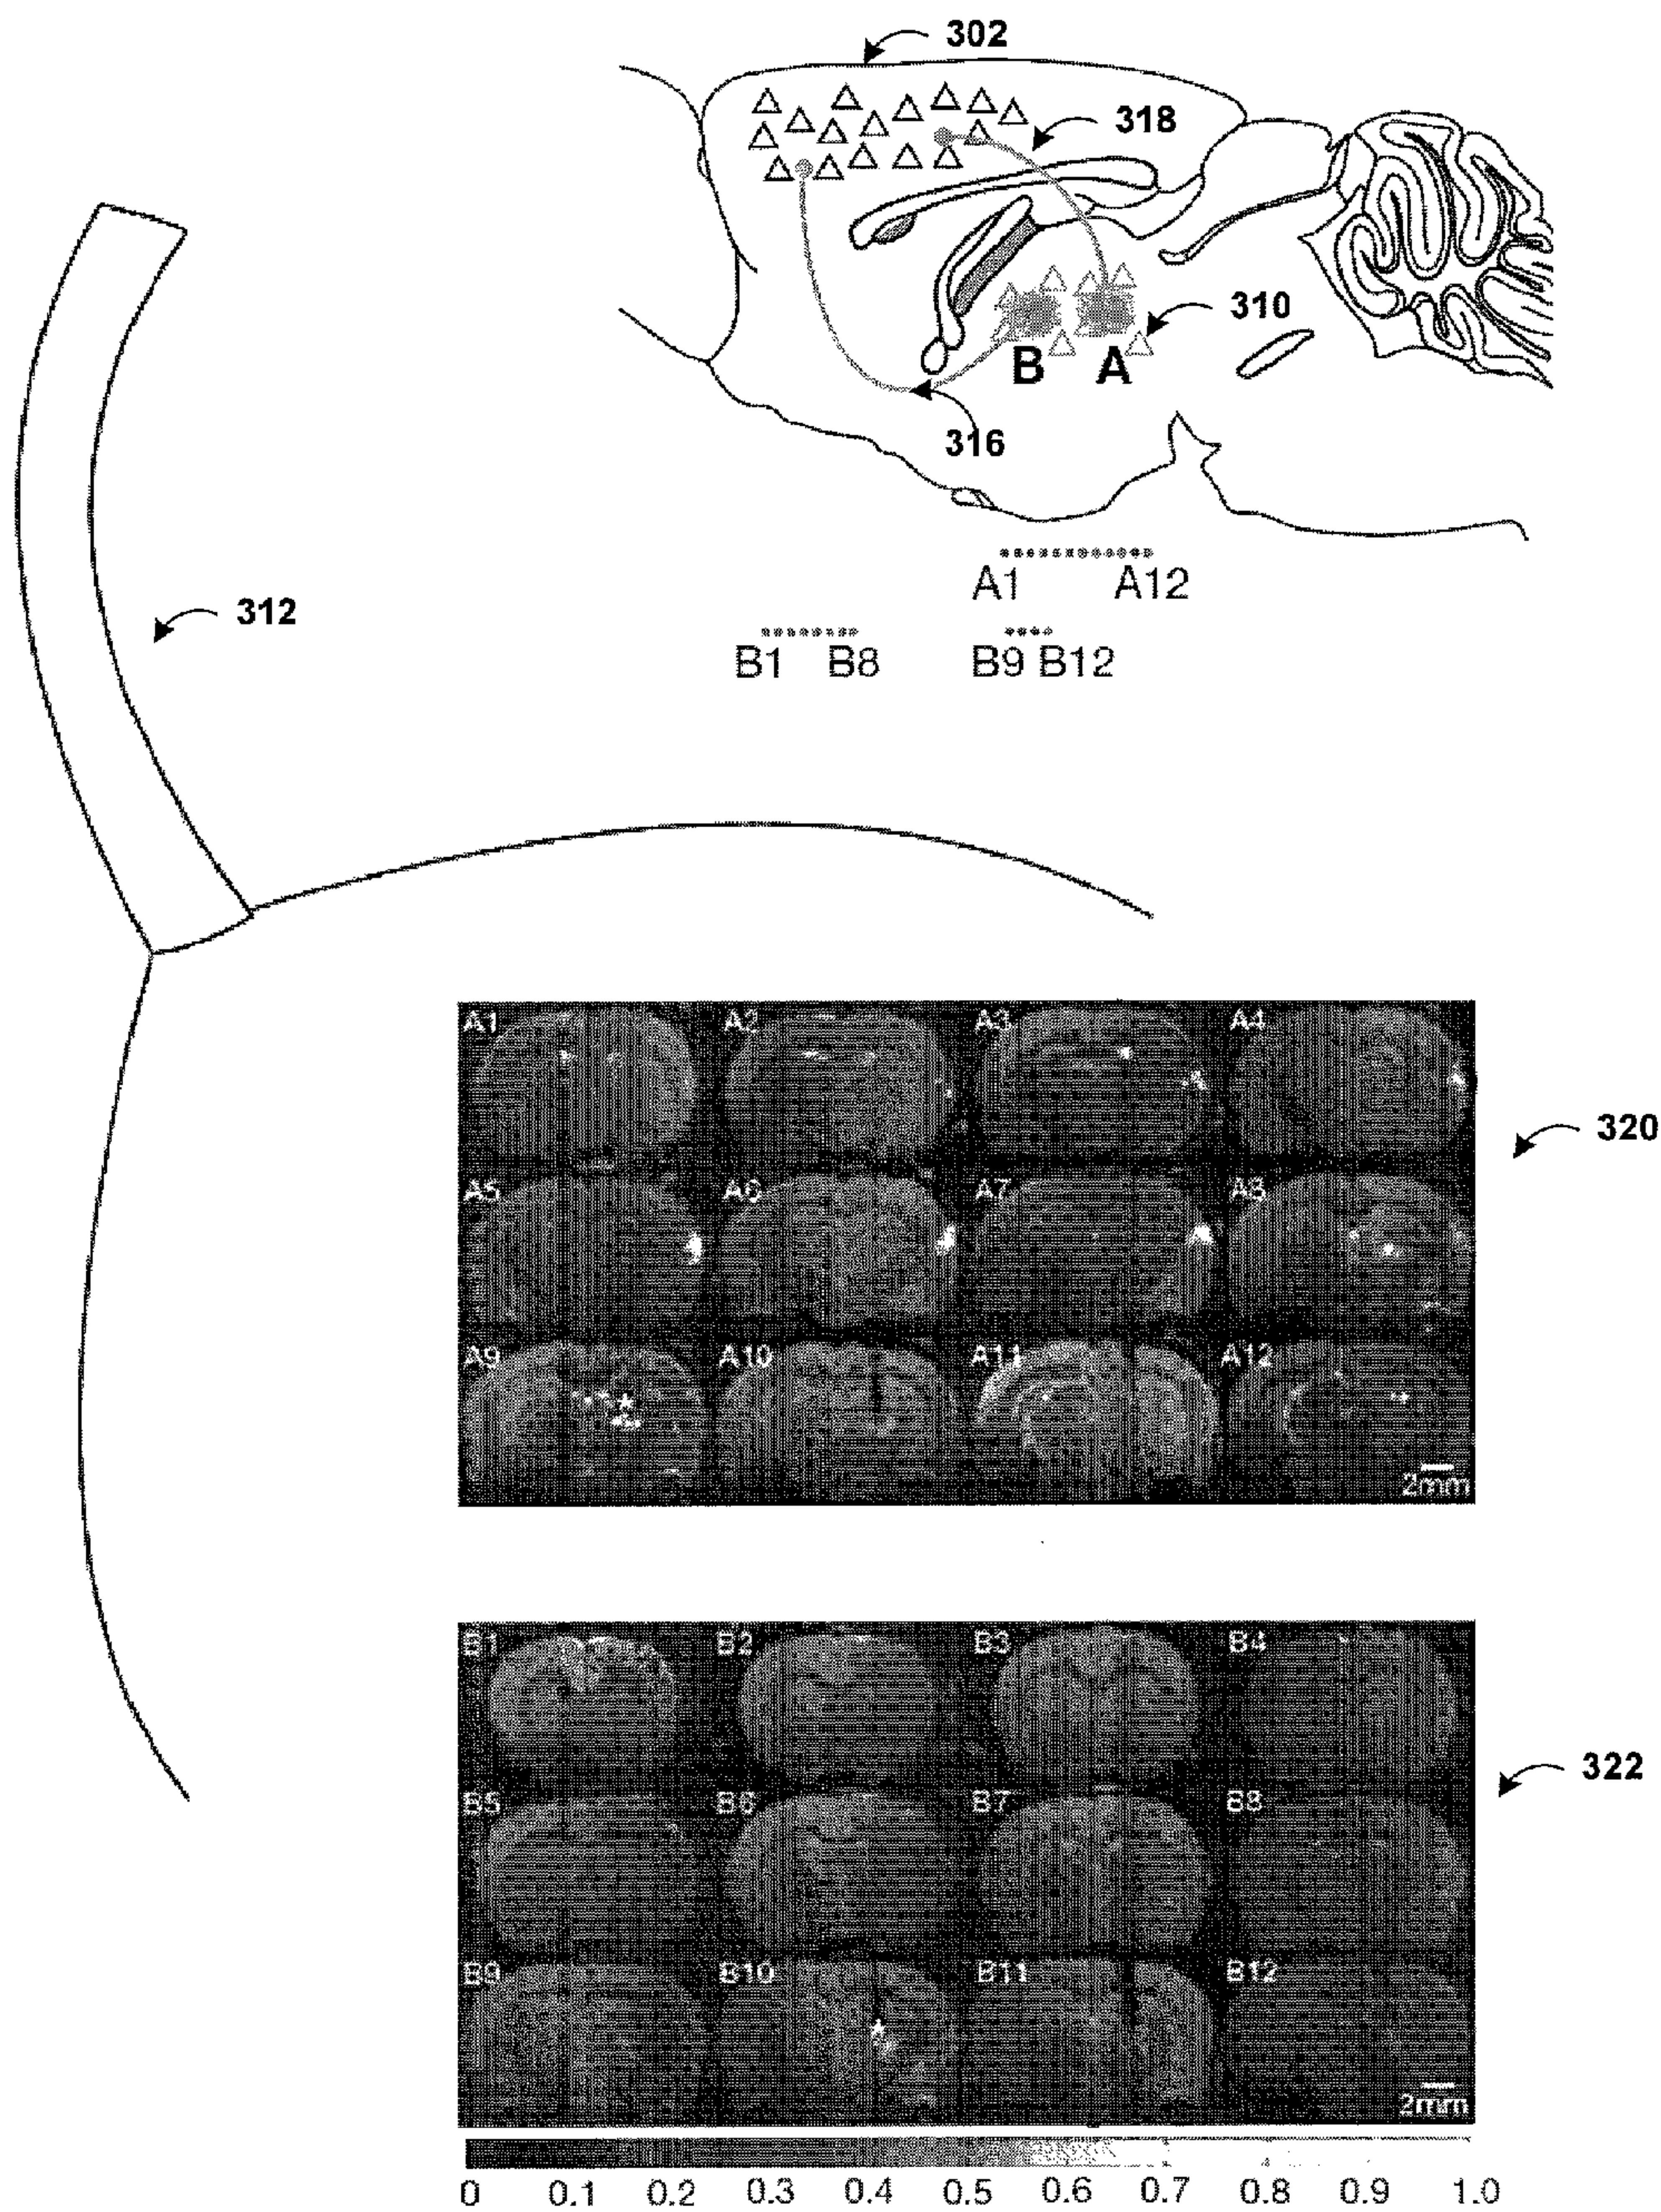 302
318
310
B A
316
A1 A12
312
B1 B8 B9 B12
A1 A2 A3 A4
320
A5 A6 A7 A8
A9 A10 A11 A12
2mm
B1 B2 B3 B4
322
B5 B6 B7 B8
B9 B10 B11 B12
2mm
0 0.1 0.2 0.3 0.4 0.5 0.6 0.7 0.8 0.9 1.0